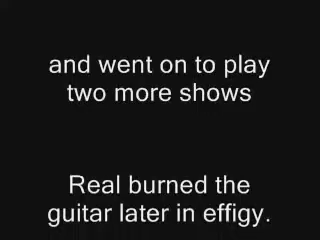 and went on to play
two more shows
Real burned the
guitar later in effigy.